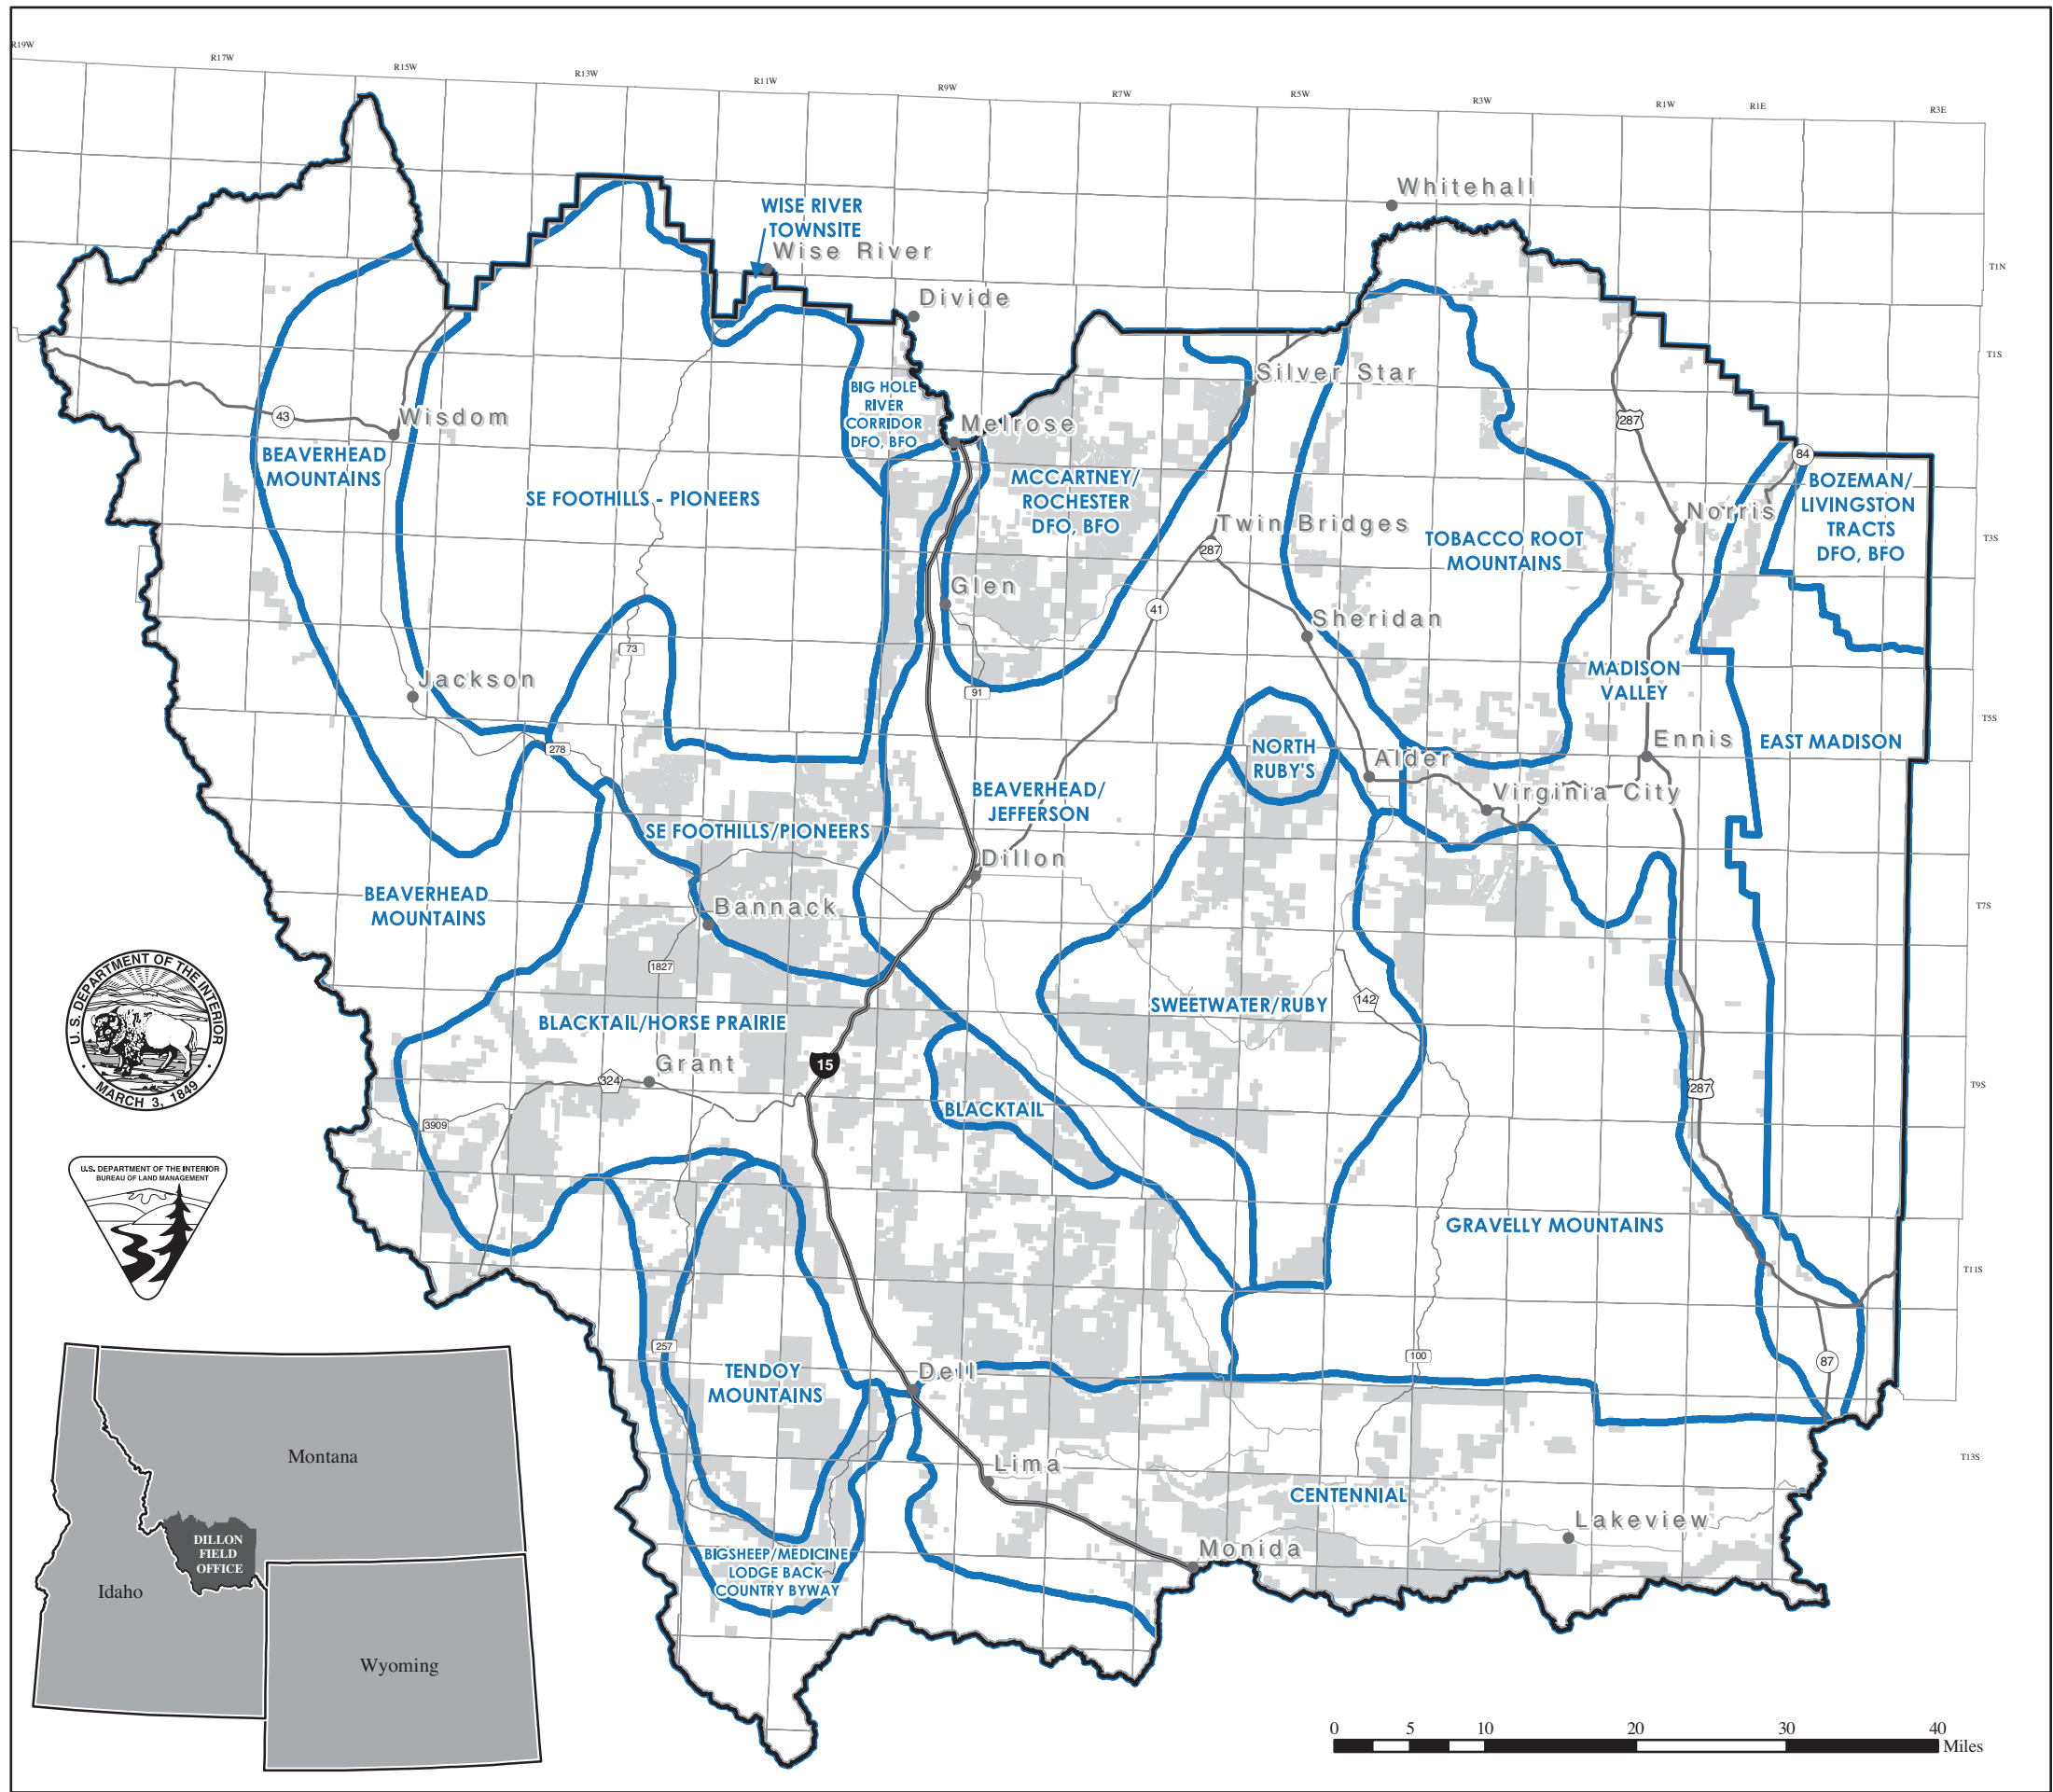 R19W
R17W
R15W
R13W
R11W
R9W
R7W
R5W
R3W
R1W
R1E
R3E
T1N
T1S
T3S
T5S
T7S
T9S
T11S
T13S
Whitehall
WISE RIVER
TOWNSITE
Wise River
Divide
Silver Star
BIG HOLE
RIVER
CORRIDOR
DFO, BFO
Melrose
43
Wisdom
287
84
BEAVERHEAD
MOUNTAINS
SE FOOTHILLS - PIONEERS
MCCARTNEY/
ROCHESTER
DFO, BFO
BOZEMAN/
LIVINGSTON
TRACTS
DFO, BFO
Norris
Twin Bridges
287
TOBACCO ROOT
MOUNTAINS
Glen
41
Sheridan
73
Jackson
91
MADISON
VALLEY
278
NORTH
RUBY'S
Alder
Ennis
EAST MADISON
BEAVERHEAD/
JEFFERSON
Virginia City
SE FOOTHILLS/PIONEERS
Dillon
BEAVERHEAD
MOUNTAINS
Bannack
1827
SWEETWATER/RUBY
142
BLACKTAIL/HORSE PRAIRIE
Grant
324
15
287
BLACKTAIL
3909
GRAVELLY MOUNTAINS
257
TENDOY
MOUNTAINS
Dell
100
87
Lima
CENTENNIAL
Lakeview
Monida
BIGSHEEP/MEDICINE
LODGE BACK
COUNTRY BYWAY
U.S. DEPARTMENT OF THE INTERIOR
MARCH 3, 1849
U.S. DEPARTMENT OF THE INTERIOR
BUREAU OF LAND MANAGEMENT
Montana
DILLON
FIELD
OFFICE
Idaho
Wyoming
0 5 10 20 30 40
Miles